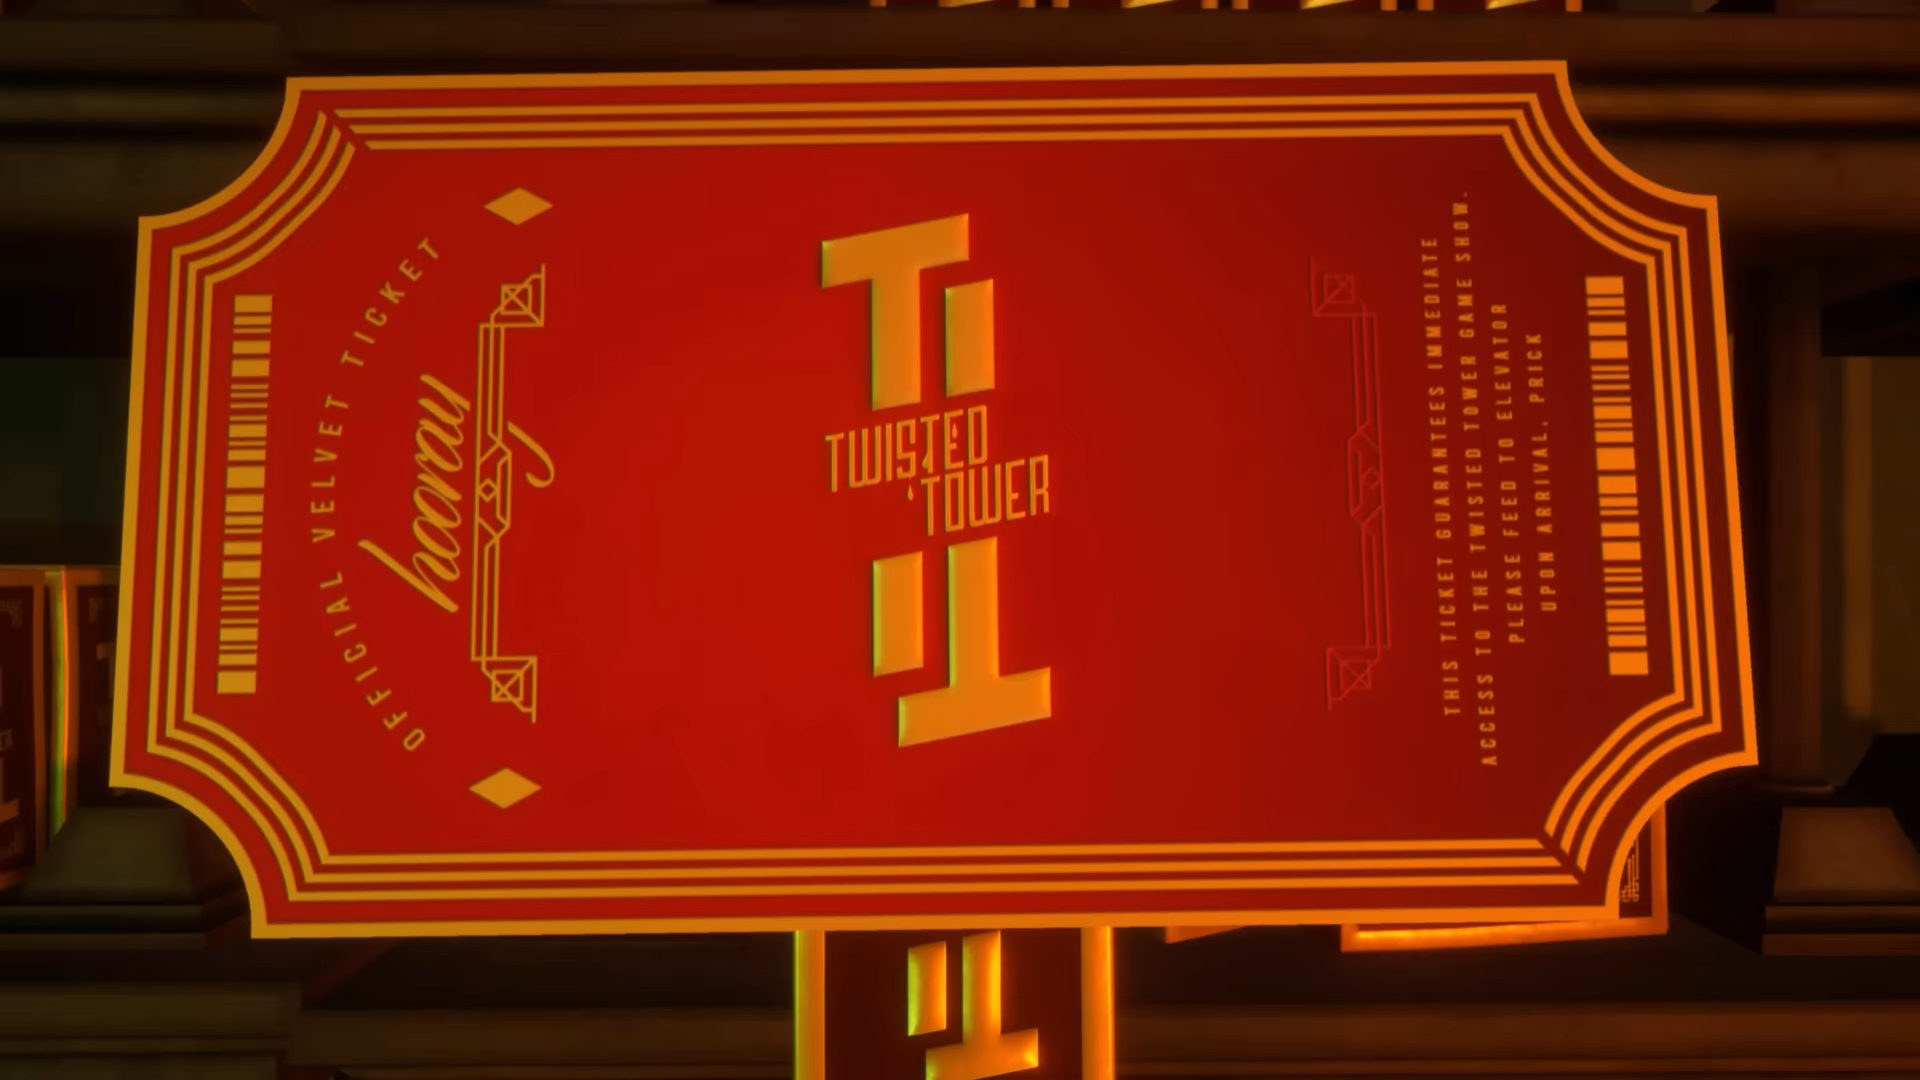 OFFICIAL VELVET TICKET
TWISTED
TOWER
THIS TICKET GUARANTEES IMMEDIATE
ACCESS TO THE TWISTED TOWER GAME SHOW.
PLEASE FEED TO ELEVATOR
UPON ARRIVAL, PRICK